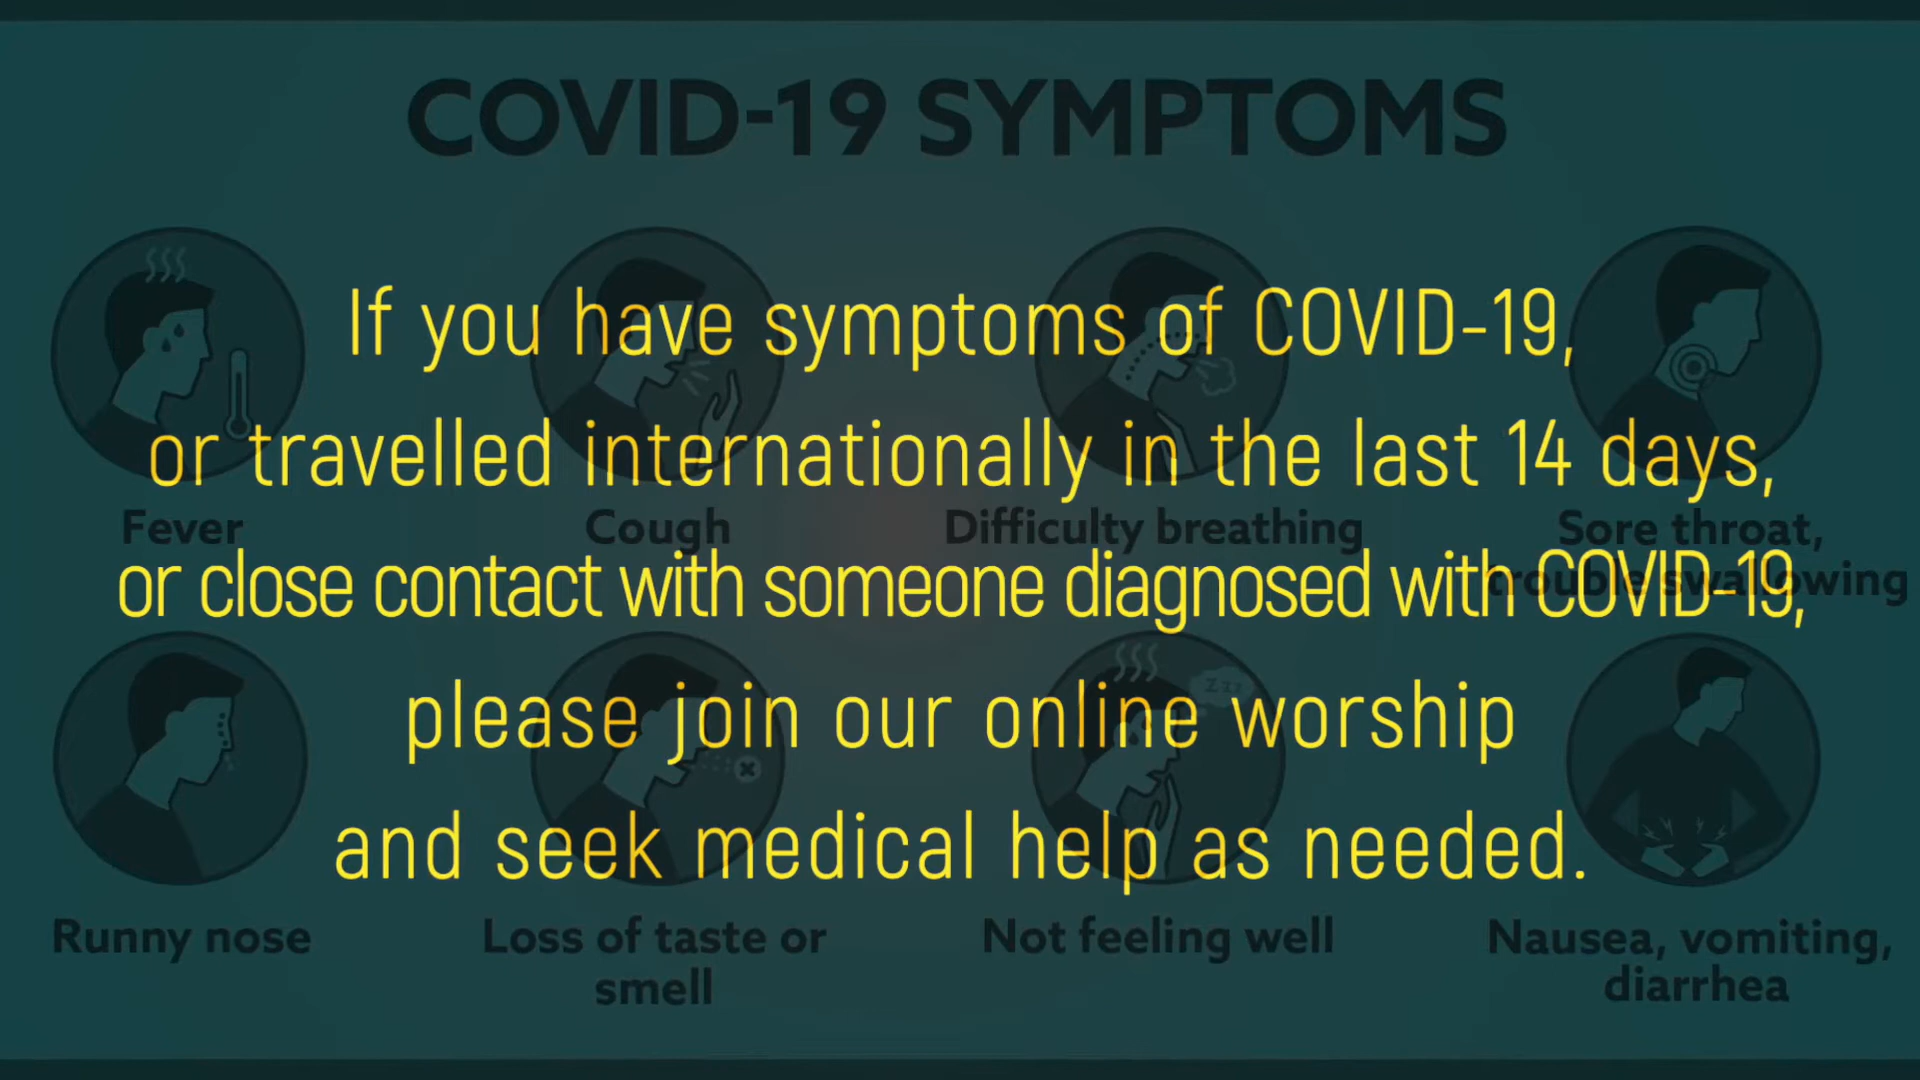 COVID-19 SYMPTOMS
If you have symptoms of COVID-19,
or travelled internationally in the last 14 days,
or close contact with someone diagnosed with COVID-19,
please join our online worship
and seek medical help as needed.
Fever
Cough
Difficulty breathing
Sore throat,
trouble swallowing
Zzz
Runny nose
Loss of taste or
smell
Not feeling well
Nausea, vomiting,
diarrhea